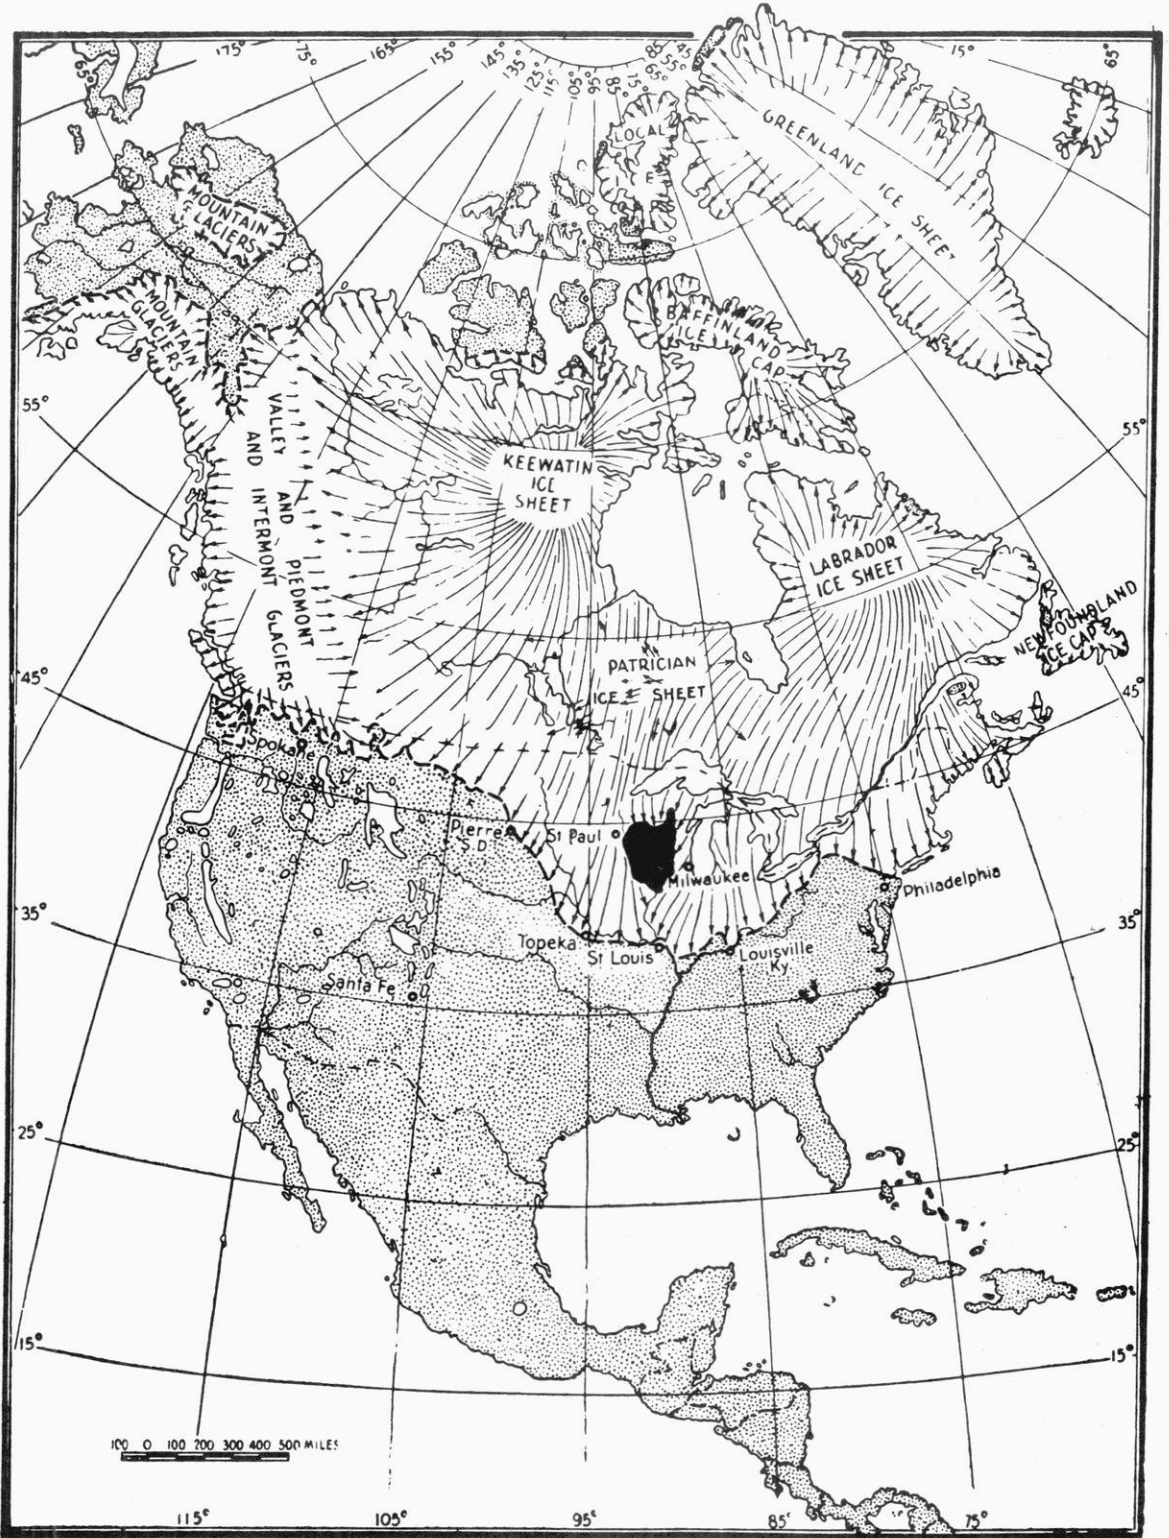 175°
165°
155°
145°
135°
125°
115°
105°
95°
85°
75°
65°
85
55°
45°
15°
65°
65°
75°
LOCAL
GREENLAND ICE SHEET
MOUNTAIN
GLACIERS
MOUNTAIN
GLACIERS
BAFFINLAND
ICE CAP
55°
55°
VALLEY AND PIEDMONT
AND INTERMONT GLACIERS
KEEWATIN
ICE
SHEET
LABRADOR
ICE SHEET
NEWFOUNDLAND
ICE CAP
PATRICIAN
ICE SHEET
45°
45°
Spokane
Pierre
S.D.
St Paul
Milwaukee
Philadelphia
35°
35°
Topeka
St Louis
Louisville
Ky
Santa Fe
25°
25°
15°
15°
100 0 100 200 300 400 500 MILES
115°
105°
95°
85°
75°